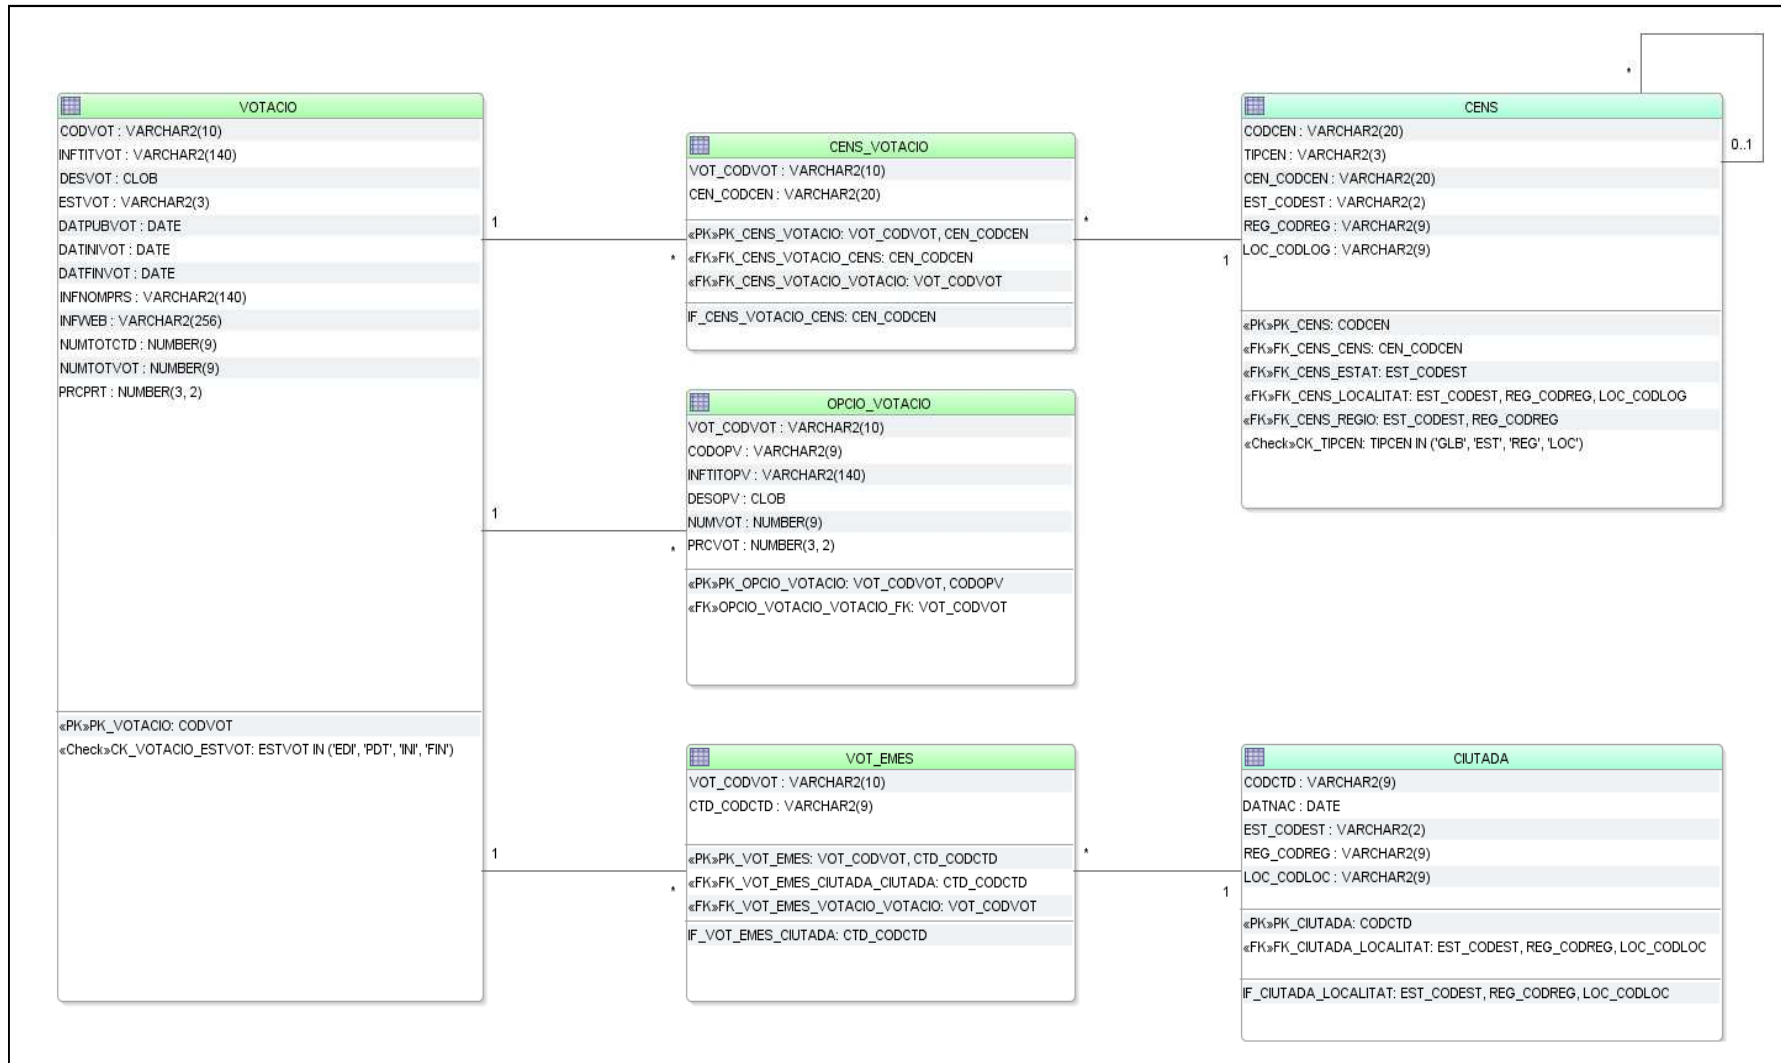 VOTACIO
CODVOT : VARCHAR2(10)
INFTITVOT : VARCHAR2(140)
DESVOT : CLOB
ESTVOT : VARCHAR2(3)
DATPUBVOT : DATE
DATINIVOT : DATE
DATFINVOT : DATE
INFNOMPRS : VARCHAR2(140)
INFWEB : VARCHAR2(256)
NUMTOTCTD : NUMBER(9)
NUMTOTVOT : NUMBER(9)
PRCPRT : NUMBER(3, 2)
«PK»PK_VOTACIO: CODVOT
«Check»CK_VOTACIO_ESTVOT: ESTVOT IN ('EDI', 'PDT', 'INI', 'FIN')
1
*
CENS_VOTACIO
VOT_CODVOT : VARCHAR2(10)
CEN_CODCEN : VARCHAR2(20)
«PK»PK_CENS_VOTACIO: VOT_CODVOT, CEN_CODCEN
«FK»FK_CENS_VOTACIO_CENS: CEN_CODCEN
«FK»FK_CENS_VOTACIO_VOTACIO: VOT_CODVOT
IF_CENS_VOTACIO_CENS: CEN_CODCEN
*
1
*
0..1
CENS
CODCEN : VARCHAR2(20)
TIPCEN : VARCHAR2(3)
CEN_CODCEN : VARCHAR2(20)
EST_CODEST : VARCHAR2(2)
REG_CODREG : VARCHAR2(9)
LOC_CODLOG : VARCHAR2(9)
«PK»PK_CENS: CODCEN
«FK»FK_CENS_CENS: CEN_CODCEN
«FK»FK_CENS_ESTAT: EST_CODEST
«FK»FK_CENS_LOCALITAT: EST_CODEST, REG_CODREG, LOC_CODLOG
«FK»FK_CENS_REGIO: EST_CODEST, REG_CODREG
«Check»CK_TIPCEN: TIPCEN IN ('GLB', 'EST', 'REG', 'LOC')
1
*
OPCIO_VOTACIO
VOT_CODVOT : VARCHAR2(10)
CODOPV : VARCHAR2(9)
INFTITOPV : VARCHAR2(140)
DESOPV : CLOB
NUMVOT : NUMBER(9)
PRCVOT : NUMBER(3, 2)
«PK»PK_OPCIO_VOTACIO: VOT_CODVOT, CODOPV
«FK»OPCIO_VOTACIO_VOTACIO_FK: VOT_CODVOT
1
*
VOT_EMES
VOT_CODVOT : VARCHAR2(10)
CTD_CODCTD : VARCHAR2(9)
«PK»PK_VOT_EMES: VOT_CODVOT, CTD_CODCTD
«FK»FK_VOT_EMES_CIUTADA_CIUTADA: CTD_CODCTD
«FK»FK_VOT_EMES_VOTACIO_VOTACIO: VOT_CODVOT
IF_VOT_EMES_CIUTADA: CTD_CODCTD
*
1
CIUTADA
CODCTD : VARCHAR2(9)
DATNAC : DATE
EST_CODEST : VARCHAR2(2)
REG_CODREG : VARCHAR2(9)
LOC_CODLOC : VARCHAR2(9)
«PK»PK_CIUTADA: CODCTD
«FK»FK_CIUTADA_LOCALITAT: EST_CODEST, REG_CODREG, LOC_CODLOC
IF_CIUTADA_LOCALITAT: EST_CODEST, REG_CODREG, LOC_CODLOC